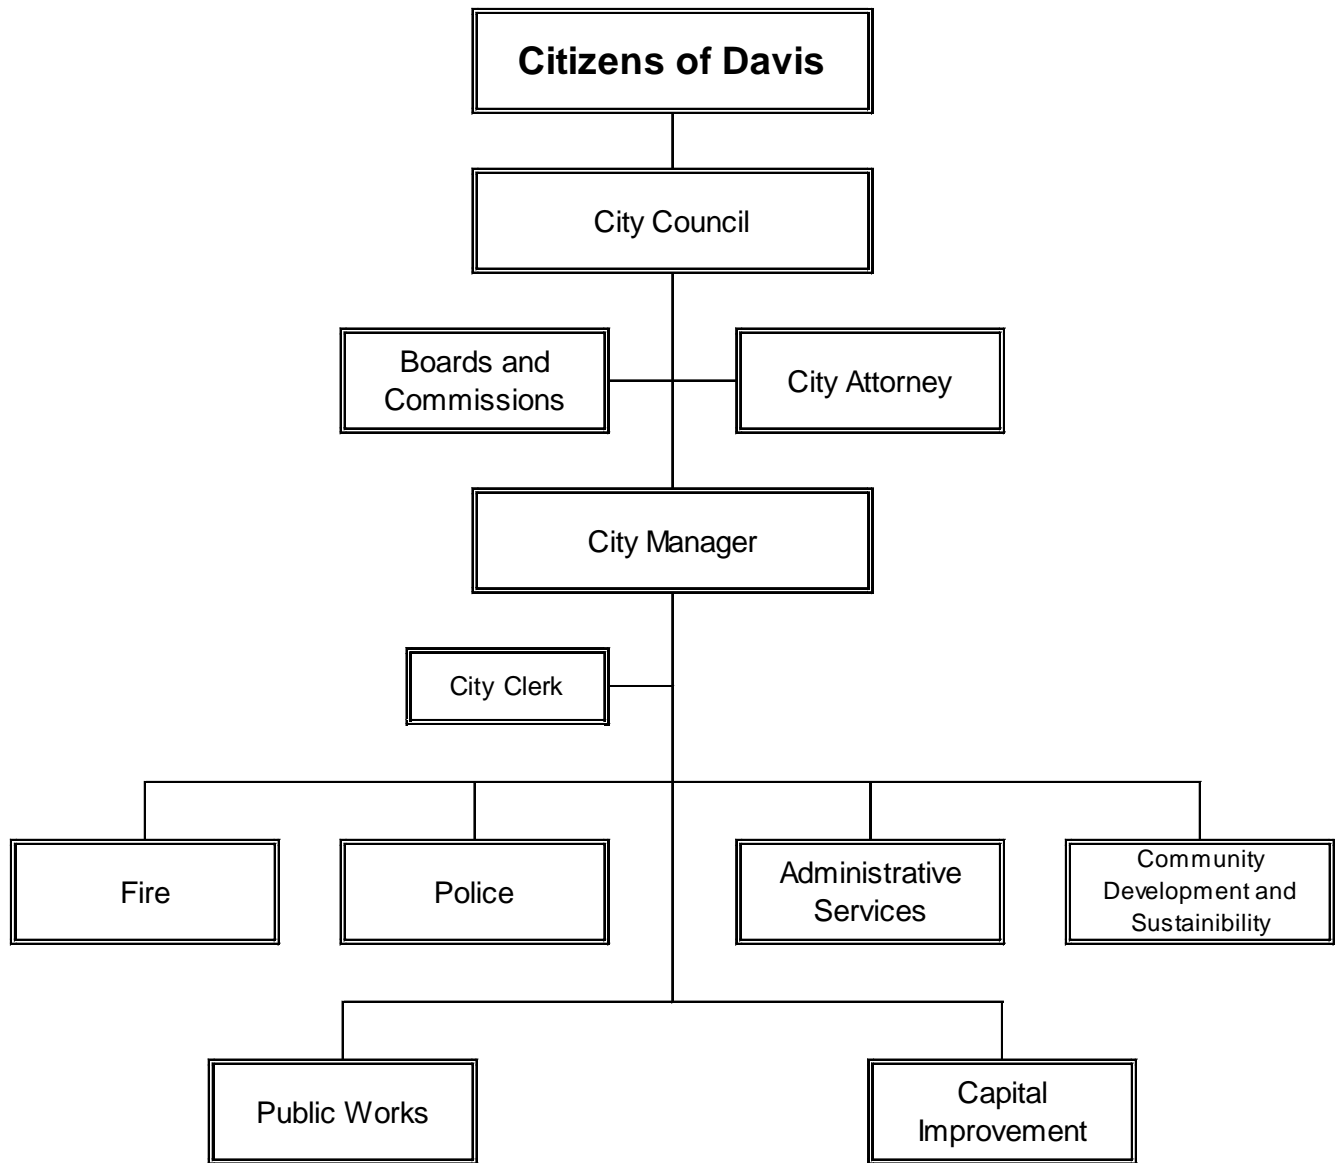 Citizens of Davis
City Council
Boards and
Commissions
City Attorney
City Manager
City Clerk
Fire
Police
Administrative
Services
Community
Development and
Sustainibility
Public Works
Capital
Improvement